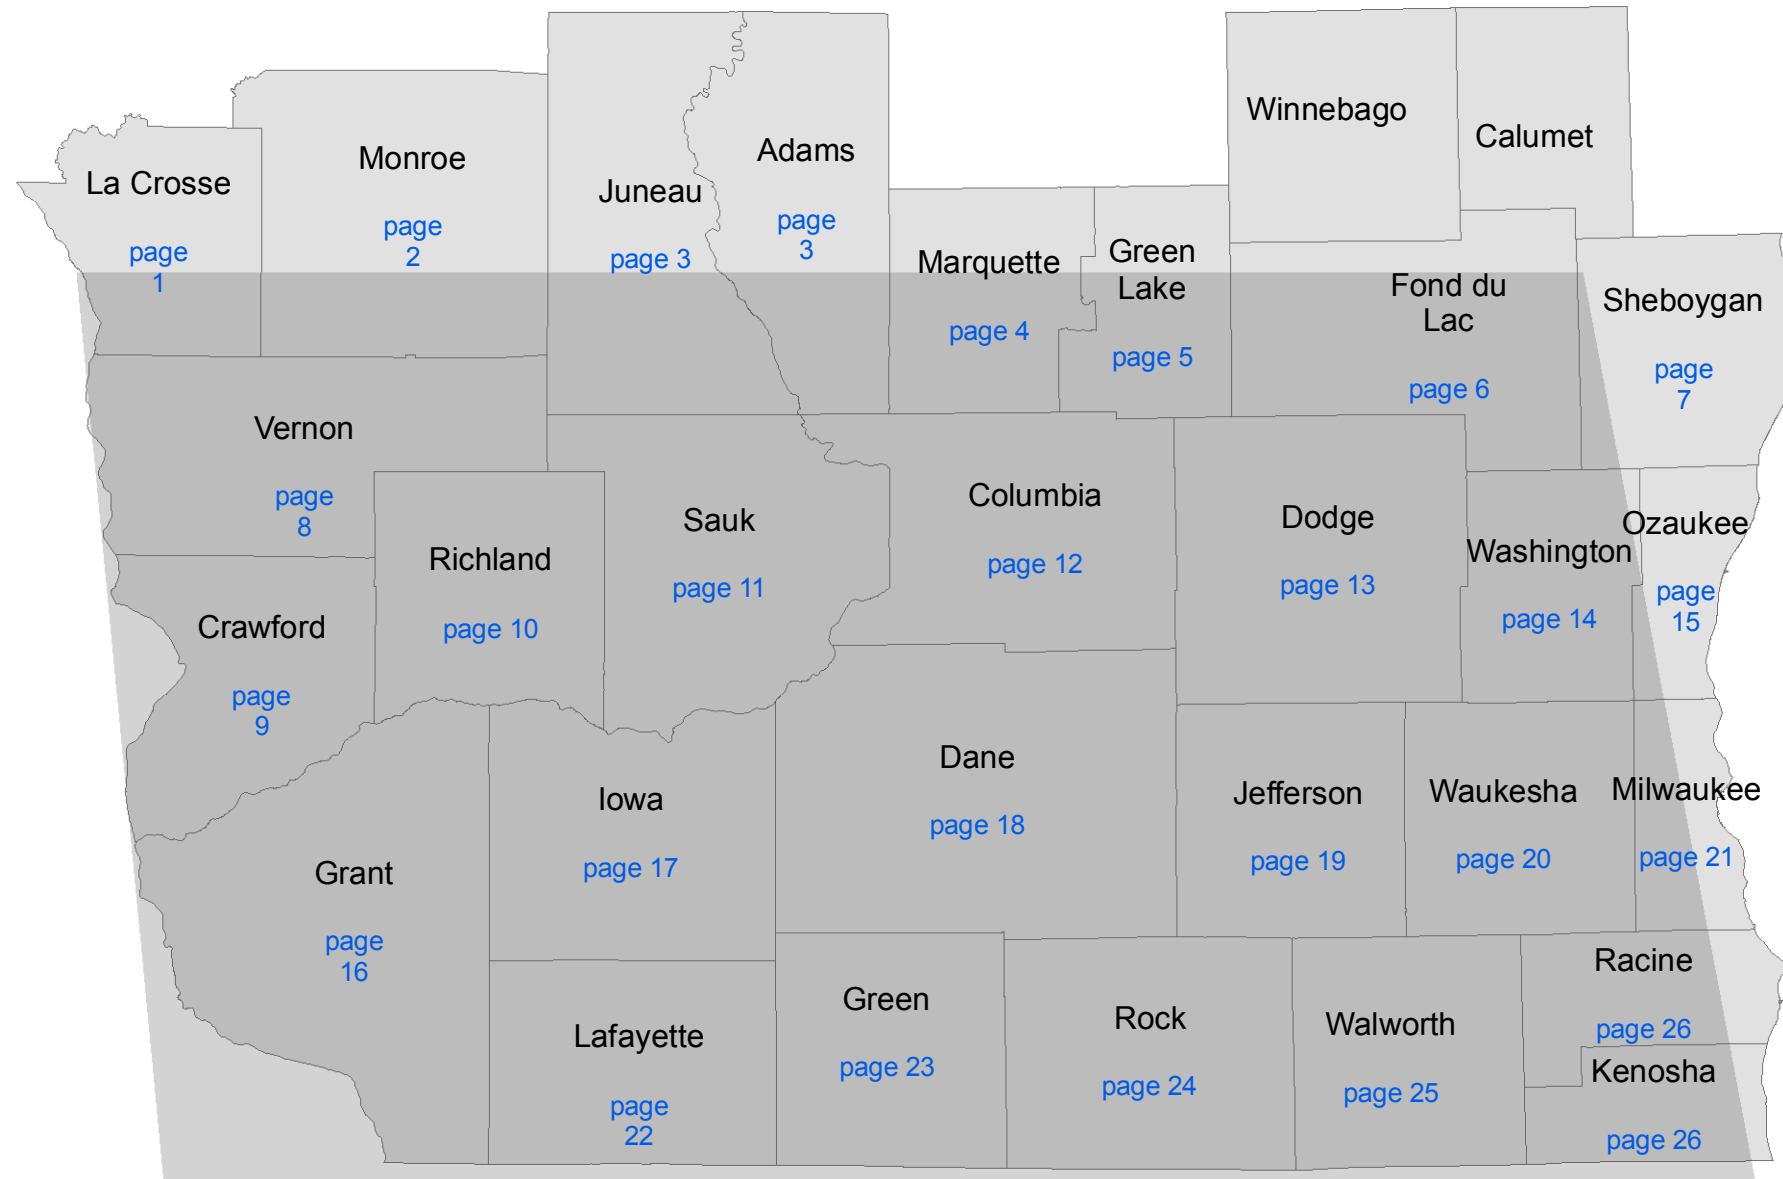 Winnebago
Calumet
Adams
page
3
Monroe
page
2
La Crosse
page
1
Juneau
page 3
Marquette
page 4
Green
Lake
page 5
Fond du
Lac
page 6
Sheboygan
page
7
Vernon
page
8
Richland
page 10
Sauk
page 11
Columbia
page 12
Dodge
page 13
Washington
page 14
Ozaukee
page
15
Crawford
page
9
Grant
page
16
Iowa
page 17
Dane
page 18
Jefferson
page 19
Waukesha
page 20
Milwaukee
page 21
Lafayette
page
22
Green
page 23
Rock
page 24
Walworth
page 25
Racine
page 26
Kenosha
page 26